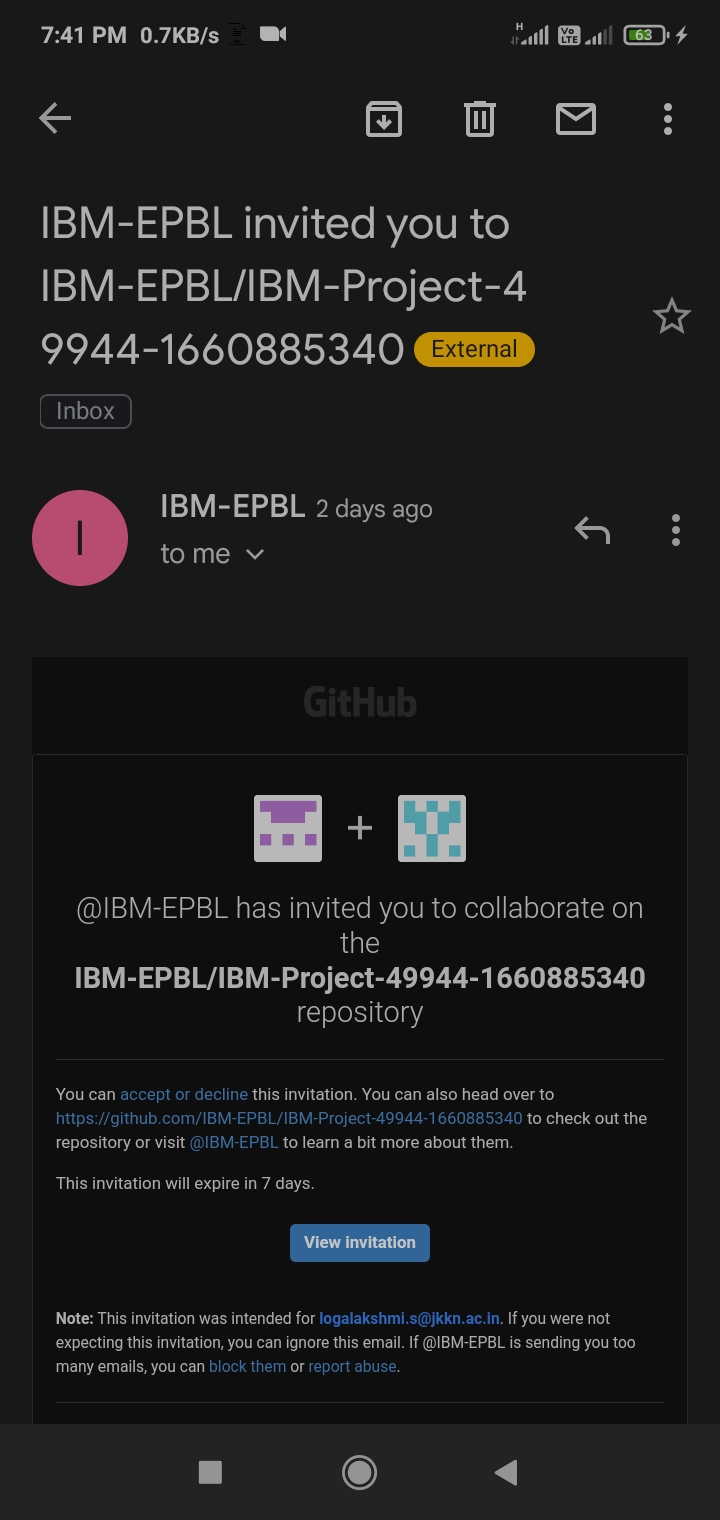 7:41 PM 0.7KB/s H Vo LTE 63
IBM-EPBL invited you to
IBM-EPBL/IBM-Project-4
9944-1660885340 External
Inbox
I
IBM-EPBL 2 days ago
to me
GitHub
+
@IBM-EPBL has invited you to collaborate on
the
IBM-EPBL/IBM-Project-49944-1660885340
repository
You can accept or decline this invitation. You can also head over to
https://github.com/IBM-EPBL/IBM-Project-49944-1660885340 to check out the
repository or visit @IBM-EPBL to learn a bit more about them.
This invitation will expire in 7 days.
View invitation
Note: This invitation was intended for logalakshmi.s@jkkn.ac.in. If you were not
expecting this invitation, you can ignore this email. If @IBM-EPBL is sending you too
many emails, you can block them or report abuse.